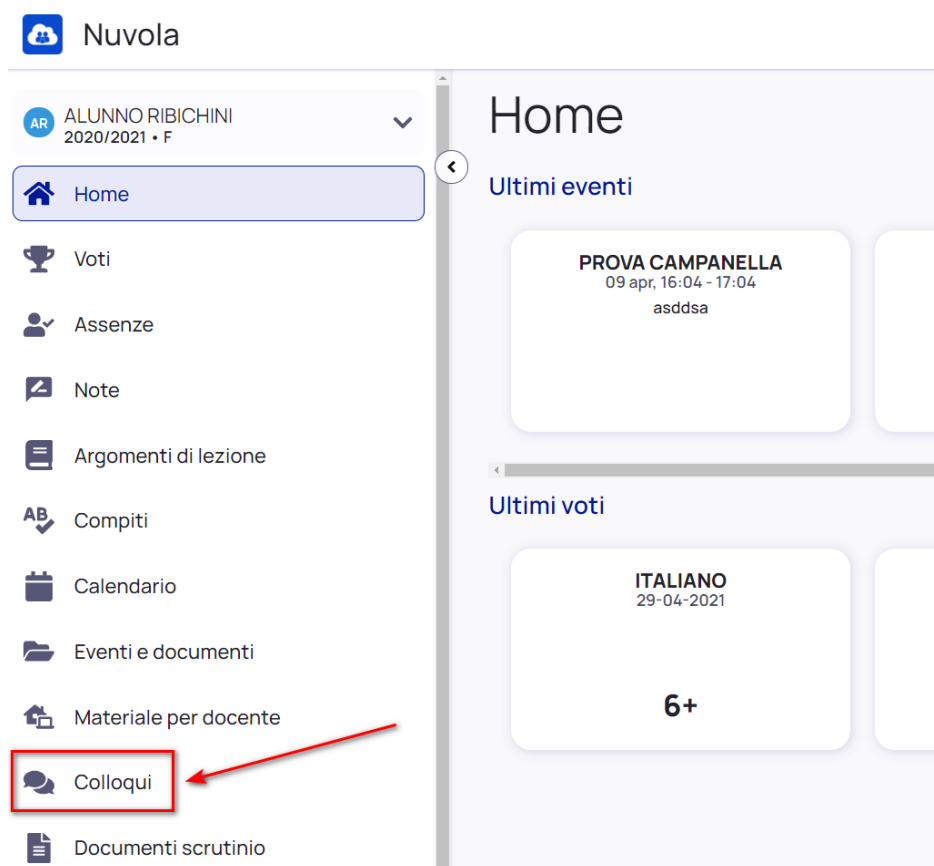 Nuvola
AR
ALUNNO RIBICHINI
2020/2021 • F
Home
Voti
Assenze
Note
Argomenti di lezione
AB
Compiti
Calendario
Eventi e documenti
Materiale per docente
Colloqui
Documenti scrutinio
Home
Ultimi eventi
PROVA CAMPANELLA
09 apr, 16:04 - 17:04
asddsa
Ultimi voti
ITALIANO
29-04-2021
6+